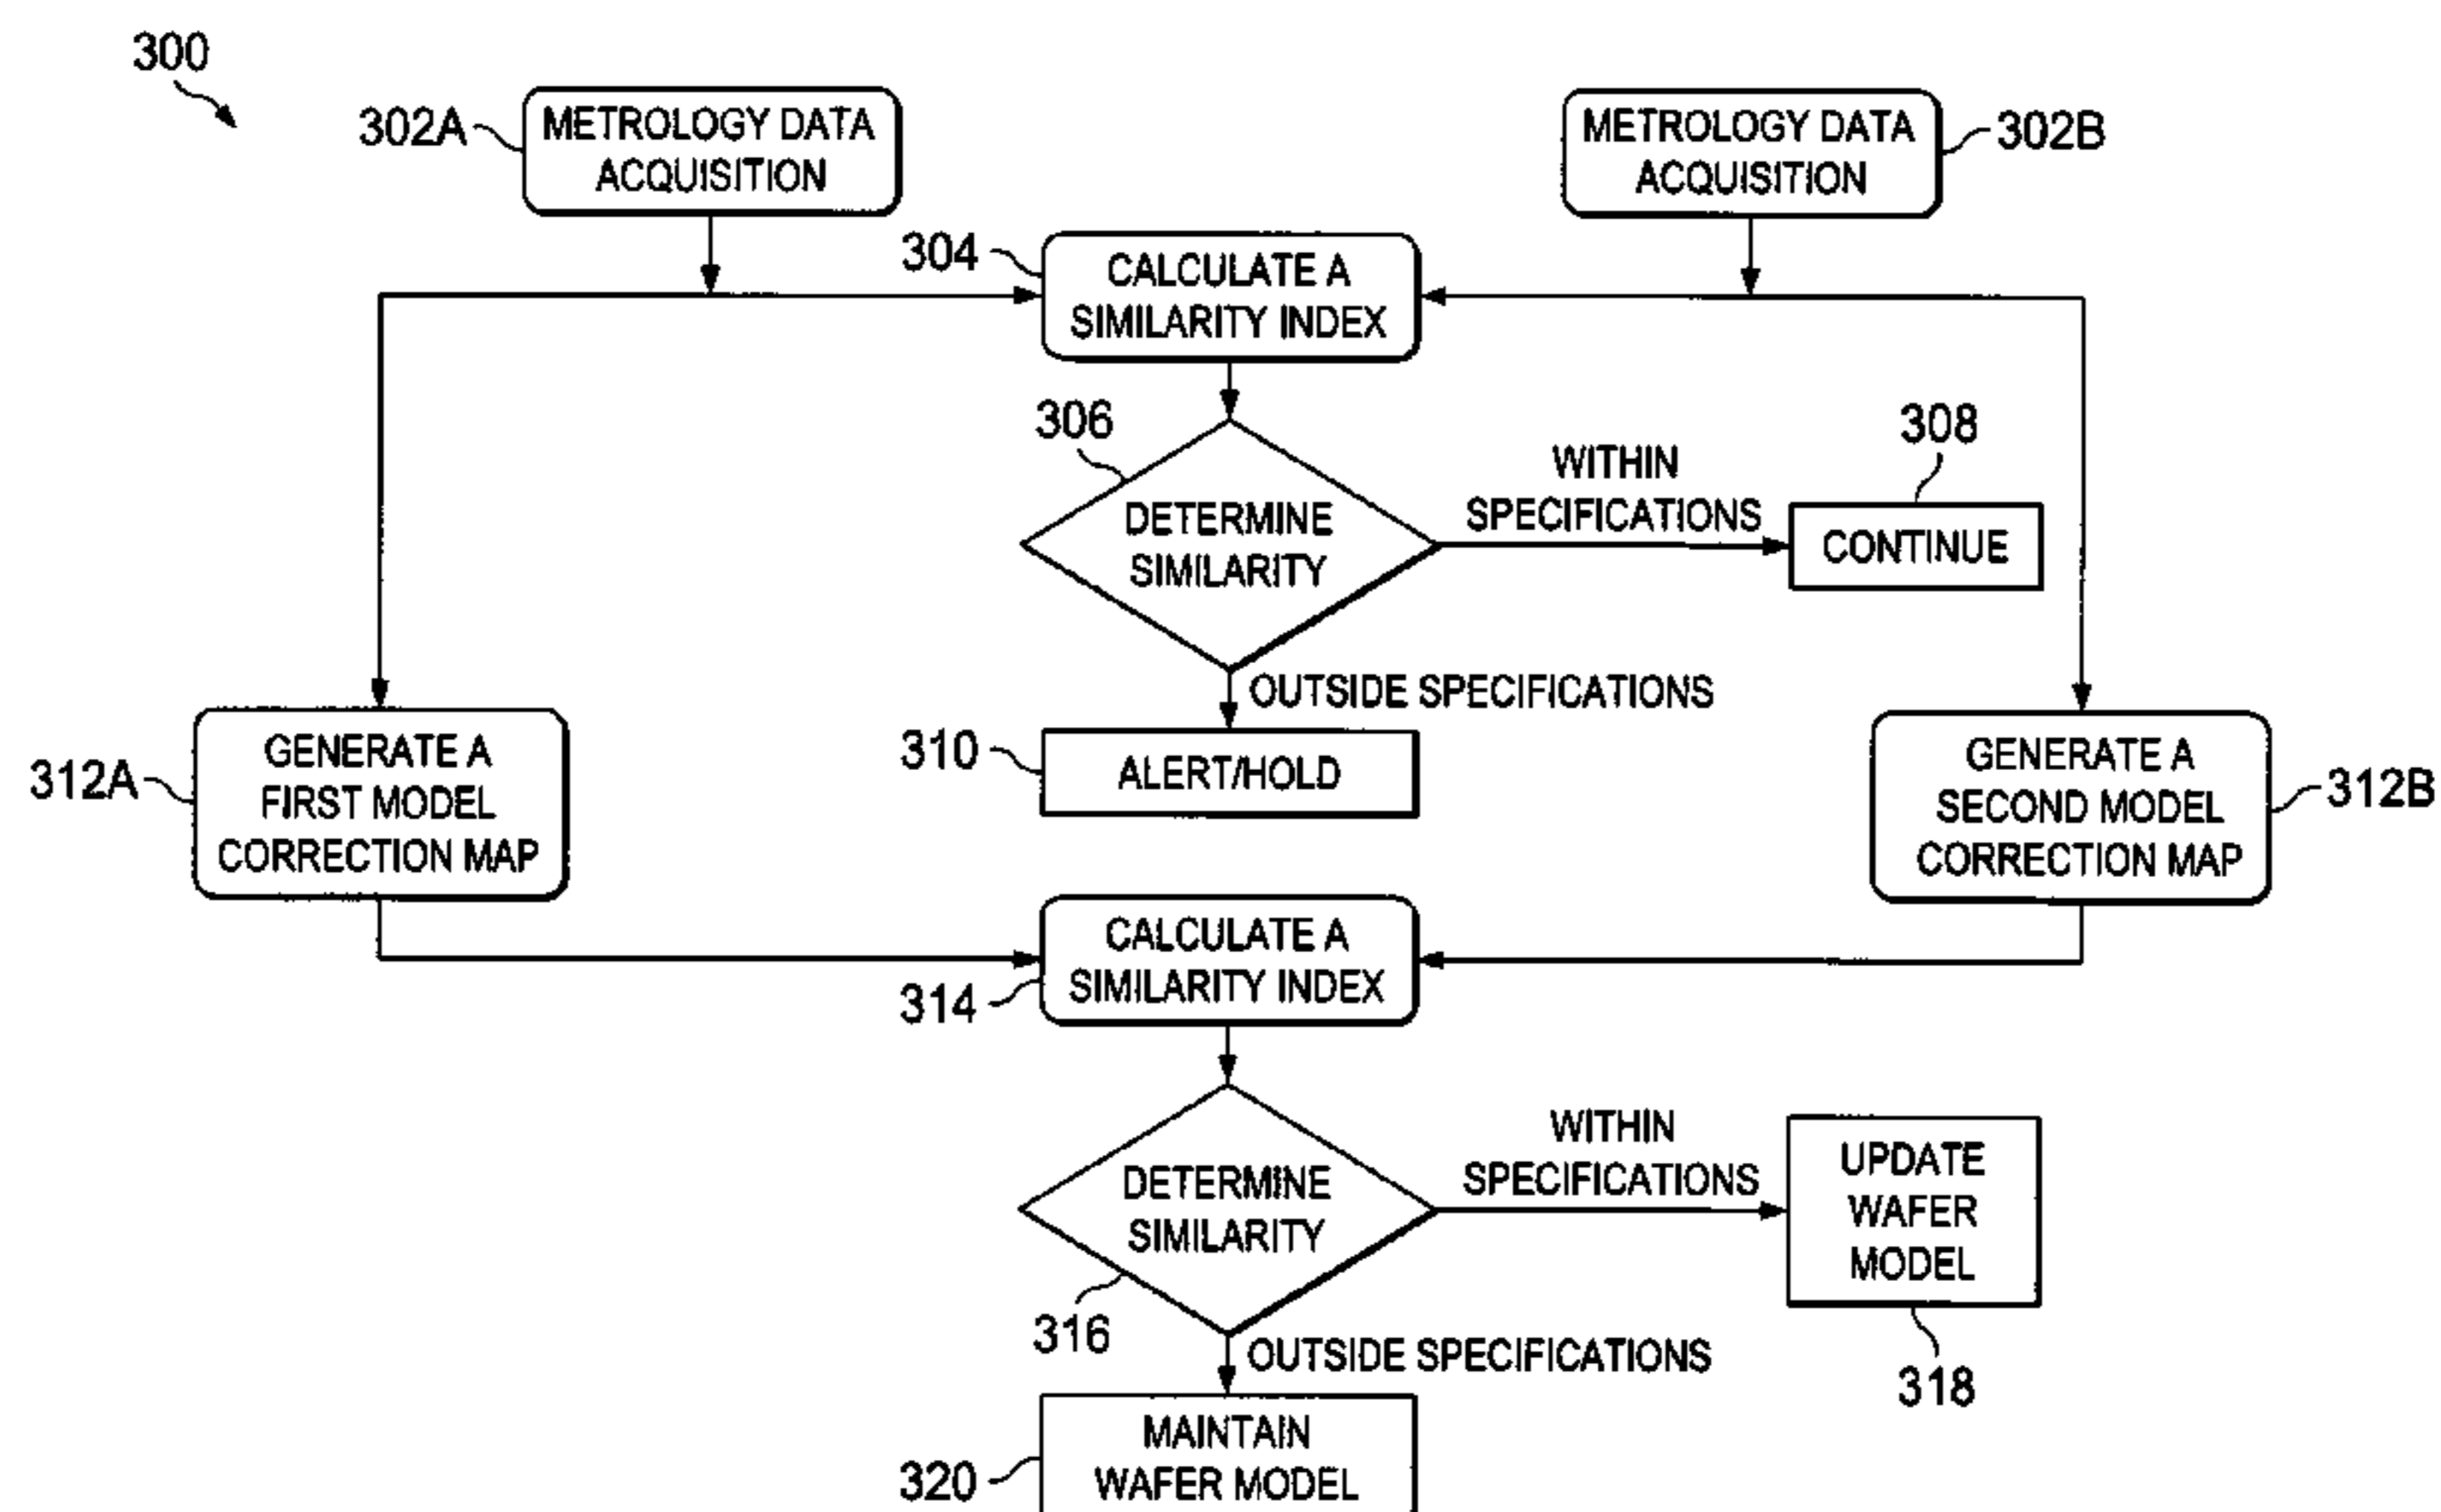 300
302A
METROLOGY DATA
ACQUISITION
METROLOGY DATA
ACQUISITION
302B
304
CALCULATE A
SIMILARITY INDEX
306
DETERMINE
SIMILARITY
WITHIN
SPECIFICATIONS
308
CONTINUE
OUTSIDE SPECIFICATIONS
310
ALERT/HOLD
312A
GENERATE A
FIRST MODEL
CORRECTION MAP
GENERATE A
SECOND MODEL
CORRECTION MAP
312B
CALCULATE A
SIMILARITY INDEX
314
DETERMINE
SIMILARITY
316
WITHIN
SPECIFICATIONS
UPDATE
WAFER
MODEL
318
OUTSIDE SPECIFICATIONS
MAINTAIN
WAFER MODEL
320